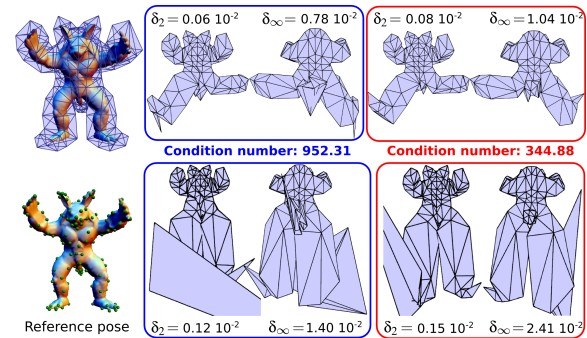 δ₂ = 0.06 10⁻² δ∞ = 0.78 10⁻² δ₂ = 0.08 10⁻² δ∞ = 1.04 10⁻²
Condition number: 952.31 Condition number: 344.88
Reference pose δ₂ = 0.12 10⁻² δ∞ = 1.40 10⁻² δ₂ = 0.15 10⁻² δ∞ = 2.41 10⁻²